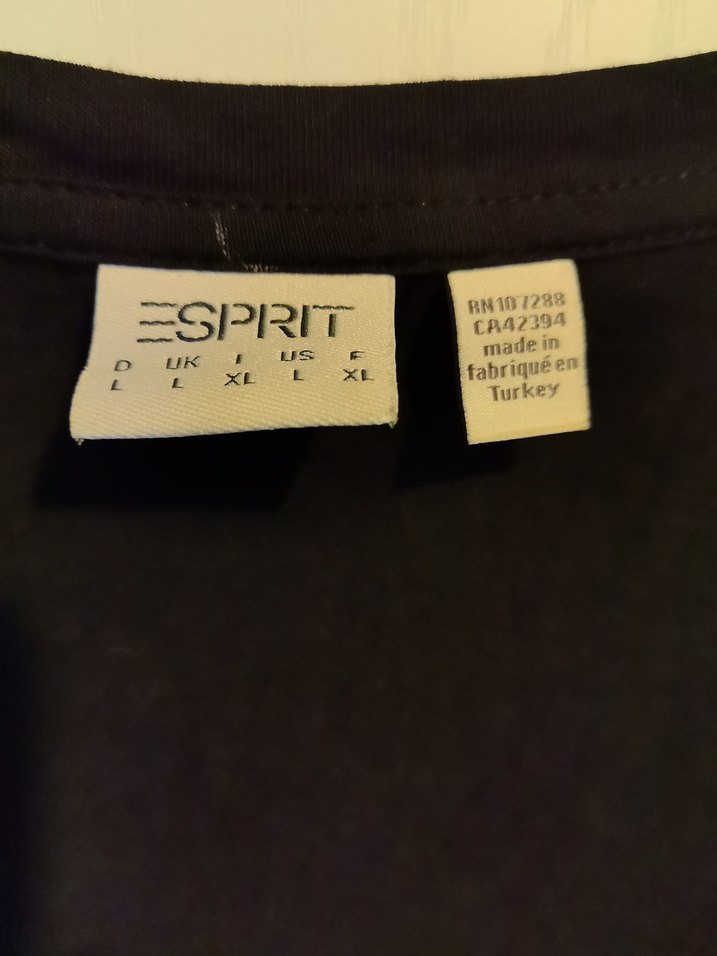 ESPRIT
D UK I US F
L L XL L XL
RN107288
CA42394
made in
fabriqué en
Turkey